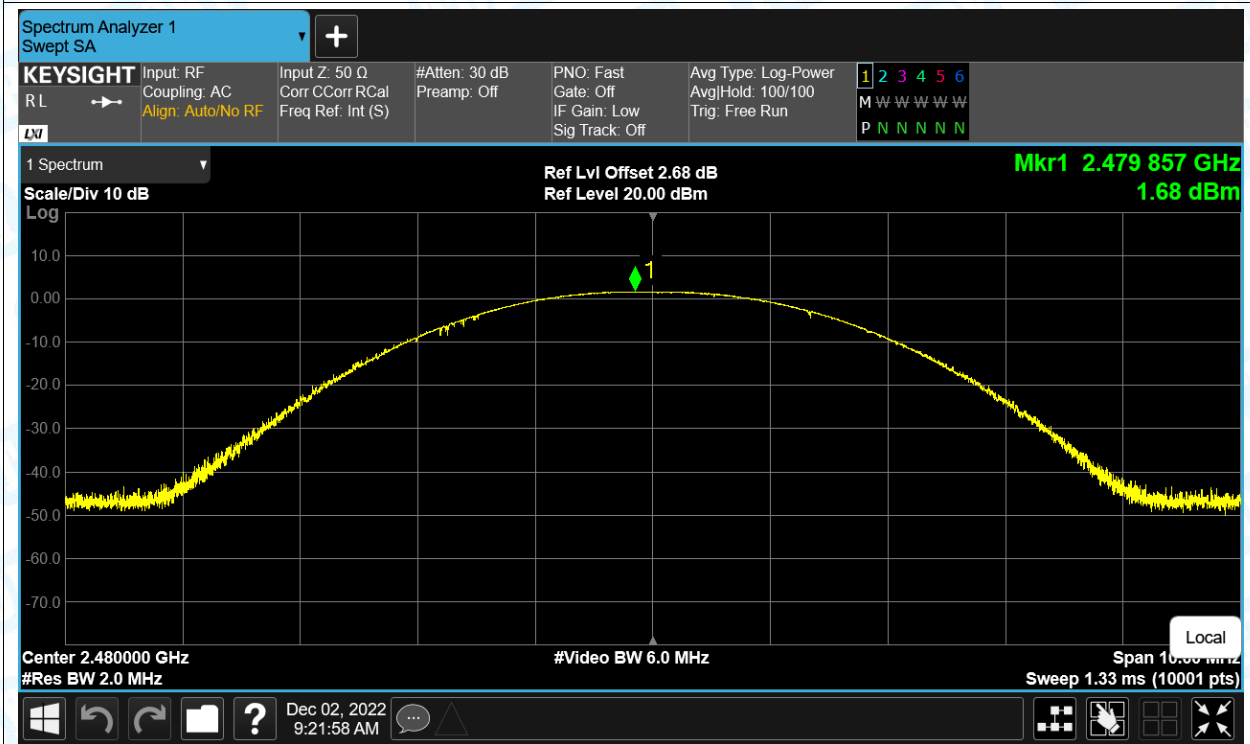 Spectrum Analyzer 1
Swept SA
KEYSIGHT
R L
LXI
Input: RF
Coupling: AC
Align: Auto/No RF
Input Z: 50 Ω
Corr CCorr RCal
Freq Ref: Int (S)
#Atten: 30 dB
Preamp: Off
PNO: Fast
Gate: Off
IF Gain: Low
Sig Track: Off
Avg Type: Log-Power
Avg|Hold: 100/100
Trig: Free Run
1 2 3 4 5 6
M W W W W W
P N N N N N
1 Spectrum
Scale/Div 10 dB
Log
Ref Lvl Offset 2.68 dB
Ref Level 20.00 dBm
Mkr1 2.479 857 GHz
1.68 dBm
1
10.0
0.00
-10.0
-20.0
-30.0
-40.0
-50.0
-60.0
-70.0
Local
Center 2.480000 GHz
#Video BW 6.0 MHz
Span 10.00 MHz
#Res BW 2.0 MHz
Sweep 1.33 ms (10001 pts)
?
Dec 02, 2022
9:21:58 AM